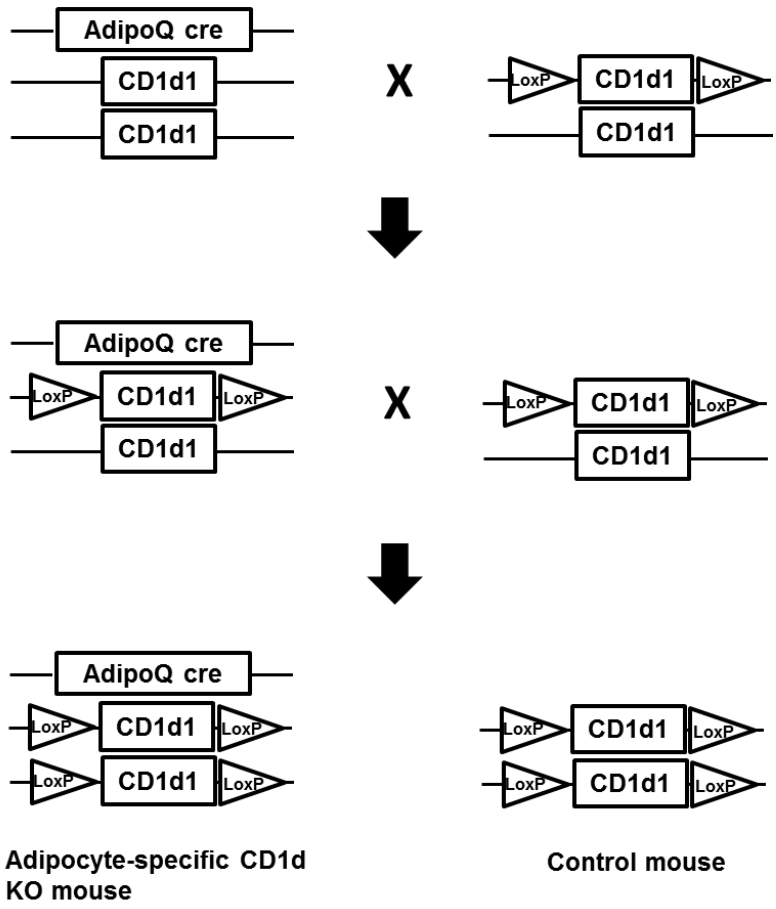 AdipoQ cre
CD1d1
CD1d1
X
LoxP CD1d1 LoxP
CD1d1
AdipoQ cre
LoxP CD1d1 LoxP
CD1d1
X
LoxP CD1d1 LoxP
CD1d1
AdipoQ cre
LoxP CD1d1 LoxP
LoxP CD1d1 LoxP
LoxP CD1d1 LoxP
LoxP CD1d1 LoxP
Adipocyte-specific CD1d
KO mouse
Control mouse